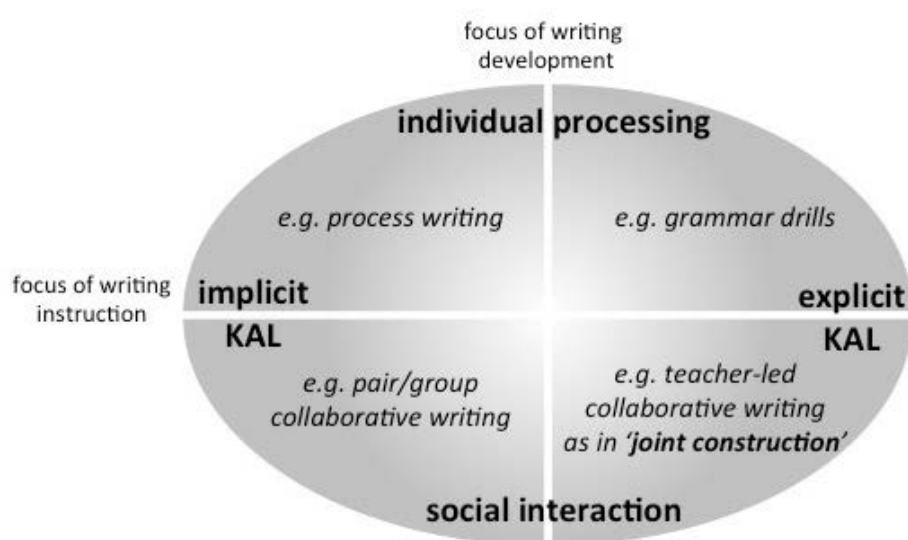 focus of writing
development
individual processing
e.g. process writing
e.g. grammar drills
focus of writing
instruction
implicit
KAL
explicit
KAL
e.g. pair/group
collaborative writing
e.g. teacher-led
collaborative writing
as in ‘joint construction’
social interaction